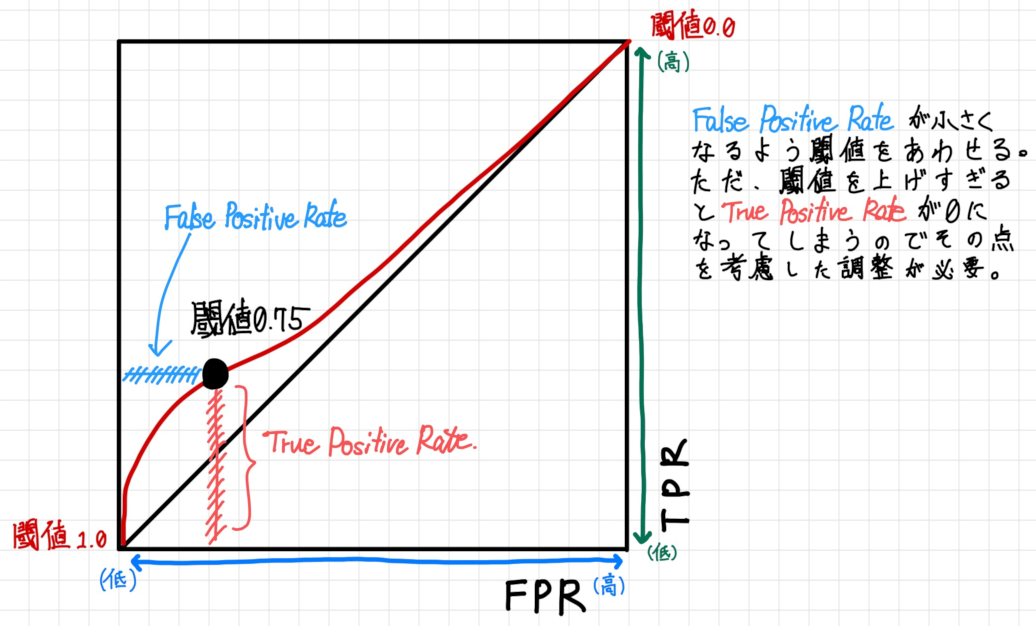 閾値0.0
(高)
False Positive Rate が小さく
なるよう閾値をあわせる。
ただ、閾値を上げすぎる
と True Positive Rate が0に
なってしまうのでその点
を考慮した調整が必要。
False Positive Rate
閾値0.75
True Positive Rate.
TPR
閾値1.0
(低)
(低)
FPR
(高)